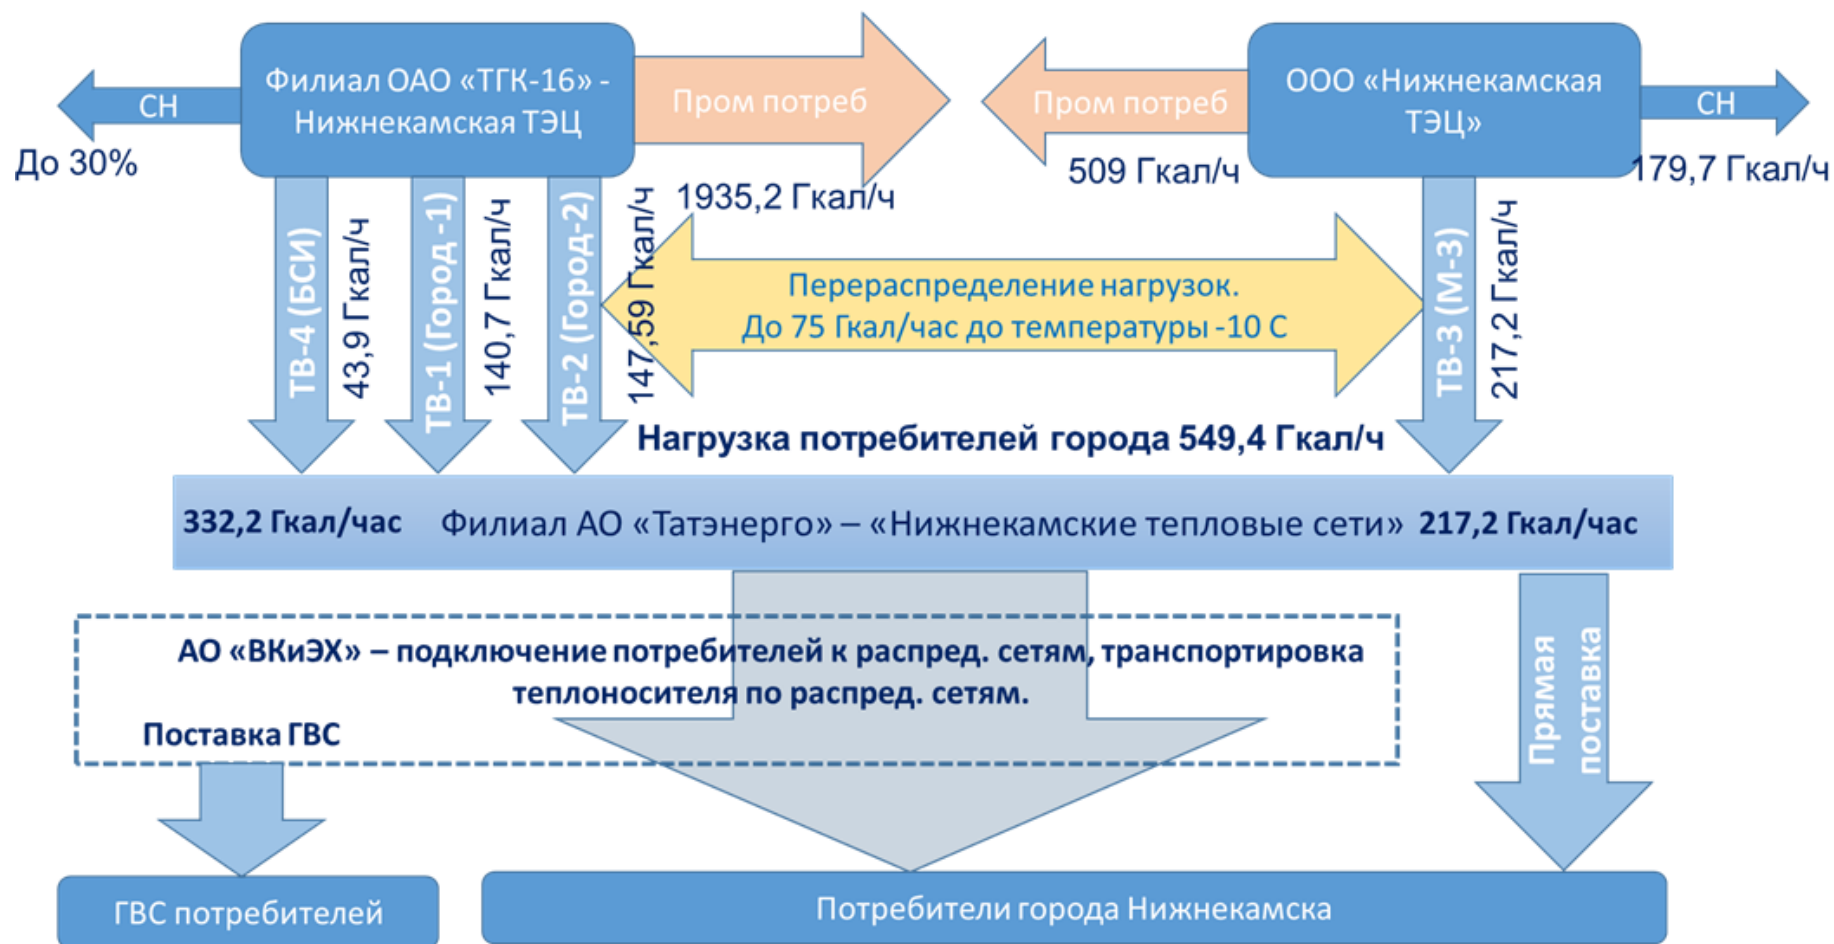 Филиал ОАО «ТГК-16» -
Нижнекамская ТЭЦ
Пром потреб
Пром потреб
ООО «Нижнекамская
ТЭЦ»
СН
СН
До 30%
1935,2 Гкал/ч
509 Гкал/ч
179,7 Гкал/ч
ТВ-4 (БСИ)
43,9 Гкал/ч
ТВ-1 (Город -1)
140,7 Гкал/ч
ТВ-2 (Город-2)
147,59 Гкал/ч
Перераспределение нагрузок.
До 75 Гкал/час до температуры -10 С
ТВ-3 (М-3)
217,2 Гкал/ч
Нагрузка потребителей города 549,4 Гкал/ч
332,2 Гкал/час Филиал АО «Татэнерго» – «Нижнекамские тепловые сети» 217,2 Гкал/час
АО «ВКиЭХ» – подключение потребителей к распред. сетям, транспортировка
теплоносителя по распред. сетям.
Поставка ГВС
Прямая
поставка
ГВС потребителей
Потребители города Нижнекамска